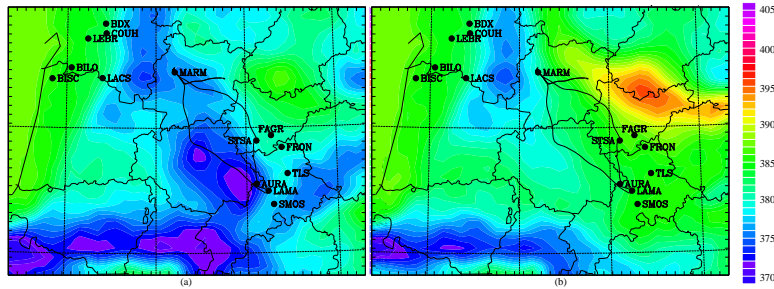 BDX
COUH
LEBR
BILO
BISC
LACS
MARM
FAGR
STSA
FRON
TLS
AURA
LAMA
SMOS
(a)
BDX
COUH
LEBR
BILO
BISC
LACS
MARM
FAGR
STSA
FRON
TLS
AURA
LAMA
SMOS
(b)
405
400
395
390
385
380
375
370